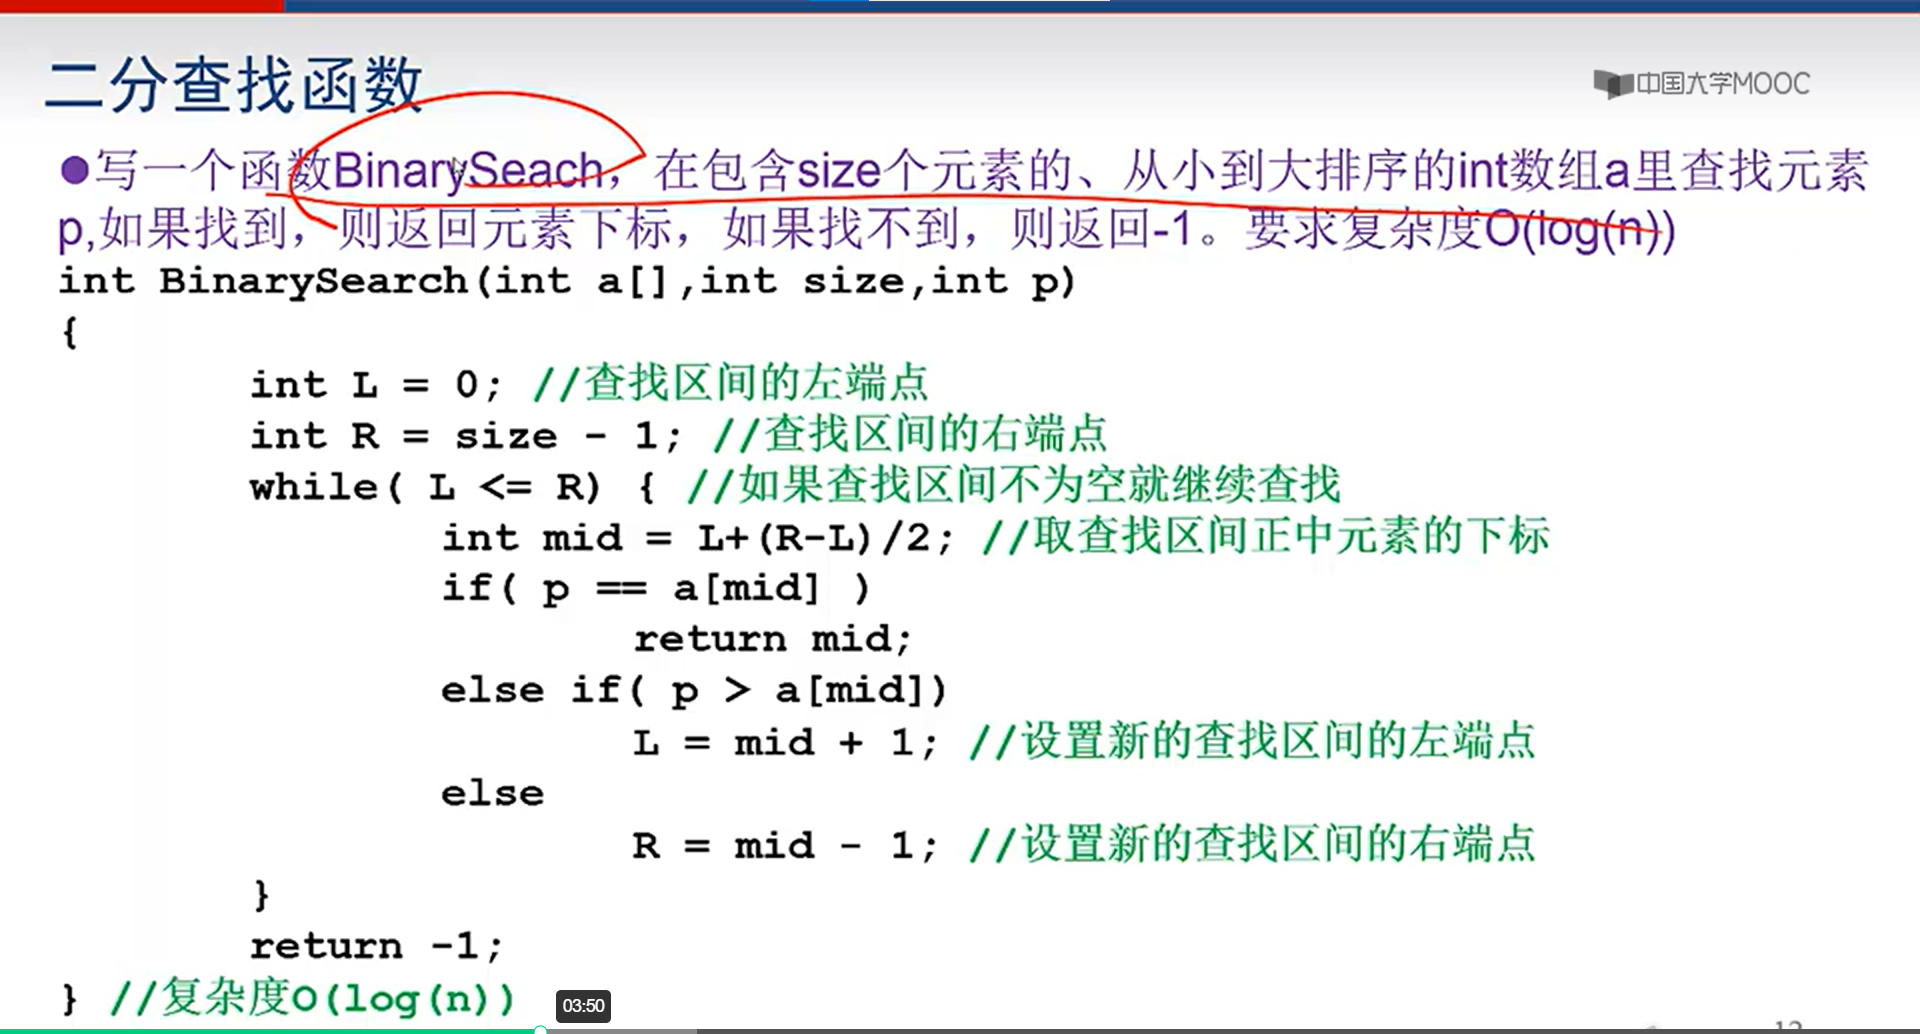 二分查找函数
中国大学MOOC
●写一个函数BinarySeach，在包含size个元素的、从小到大排序的int数组a里查找元素
p,如果找到，则返回元素下标，如果找不到，则返回-1。要求复杂度O(log(n))
int BinarySearch(int a[],int size,int p)
{
int L = 0; //查找区间的左端点
int R = size - 1; //查找区间的右端点
while( L <= R) { //如果查找区间不为空就继续查找
int mid = L+(R-L)/2; //取查找区间正中元素的下标
if( p == a[mid] )
return mid;
else if( p > a[mid])
L = mid + 1; //设置新的查找区间的左端点
else
R = mid - 1; //设置新的查找区间的右端点
}
return -1;
} //复杂度O(log(n))
03:50